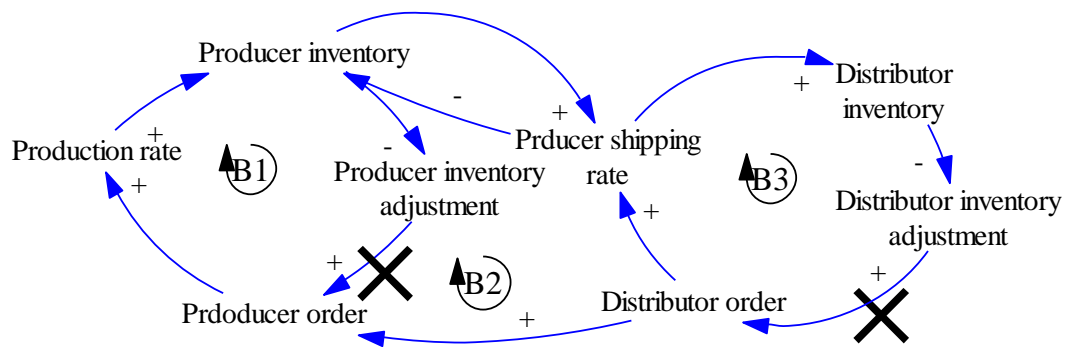 Producer inventory
+
-
+
Distributor
inventory
+
Production rate
+
B1
-
Producer inventory
adjustment
Prducer shipping
rate
B3
-
Distributor inventory
adjustment
+
+
+
B2
+
Prdoducer order
+
Distributor order